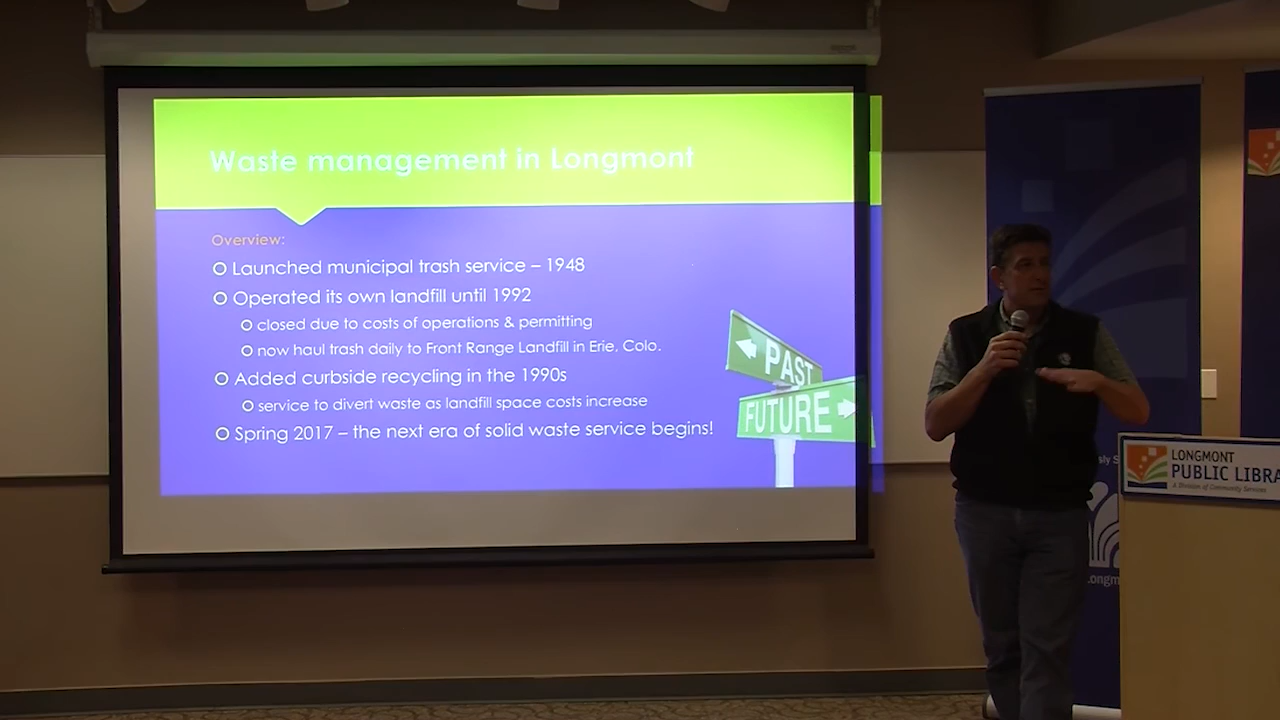 Waste management in Longmont
Overview:
Launched municipal trash service – 1948
Operated its own landfill until 1992
closed due to costs of operations & permitting
now haul trash daily to Front Range Landfill in Erie, Colo.
Added curbside recycling in the 1990s
service to divert waste as landfill space costs increase
Spring 2017 – the next era of solid waste service begins!
PAST
FUTURE
LONGMONT
PUBLIC LIBRA
A Division of Community Services